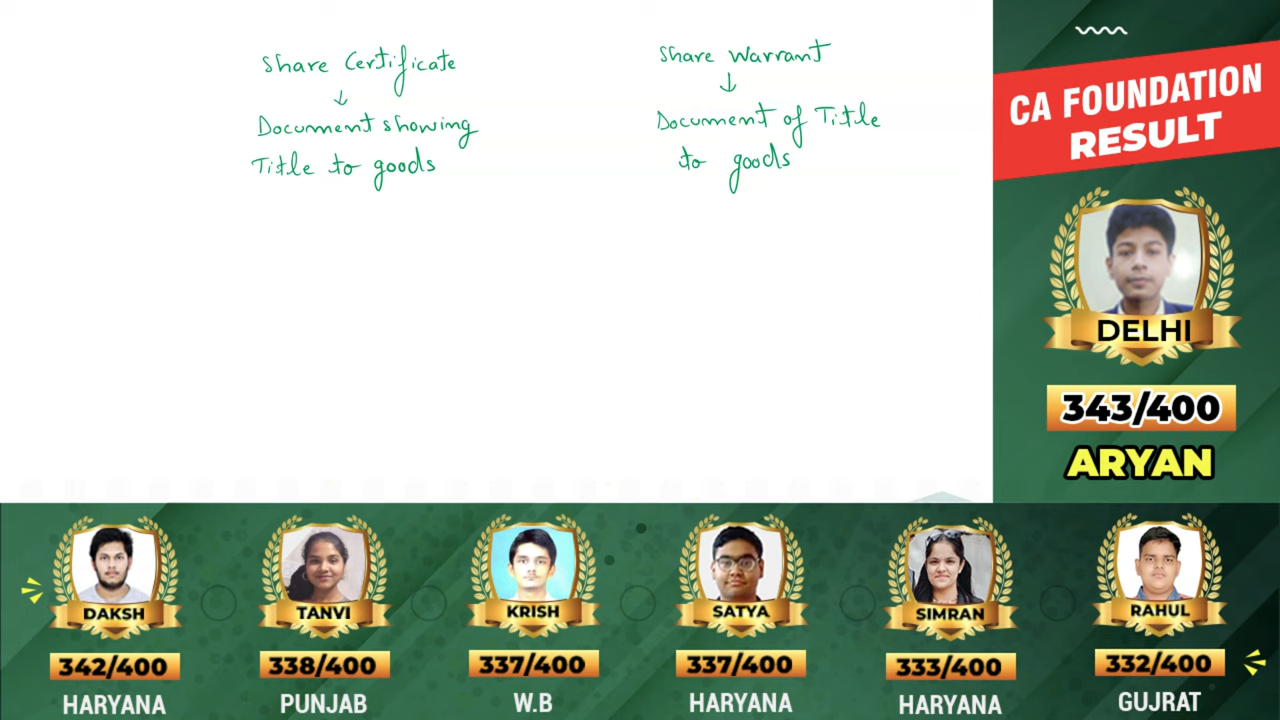 Share Certificate
↓
Document showing
Title to goods
Share Warrant
↓
Document of Title
to goods
CA FOUNDATION
RESULT
DELHI
343/400
ARYAN
DAKSH
342/400
HARYANA
TANVI
338/400
PUNJAB
KRISH
337/400
W.B
SATYA
337/400
HARYANA
SIMRAN
333/400
HARYANA
RAHUL
332/400
GUJRAT